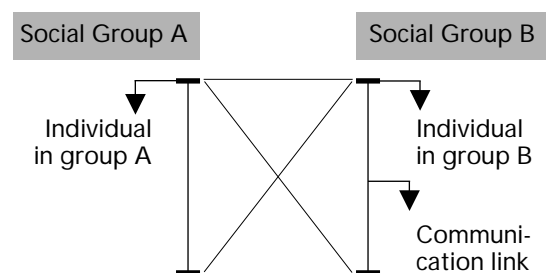 Social Group A
Social Group B
Individual
in group A
Individual
in group B
Communi-
cation link